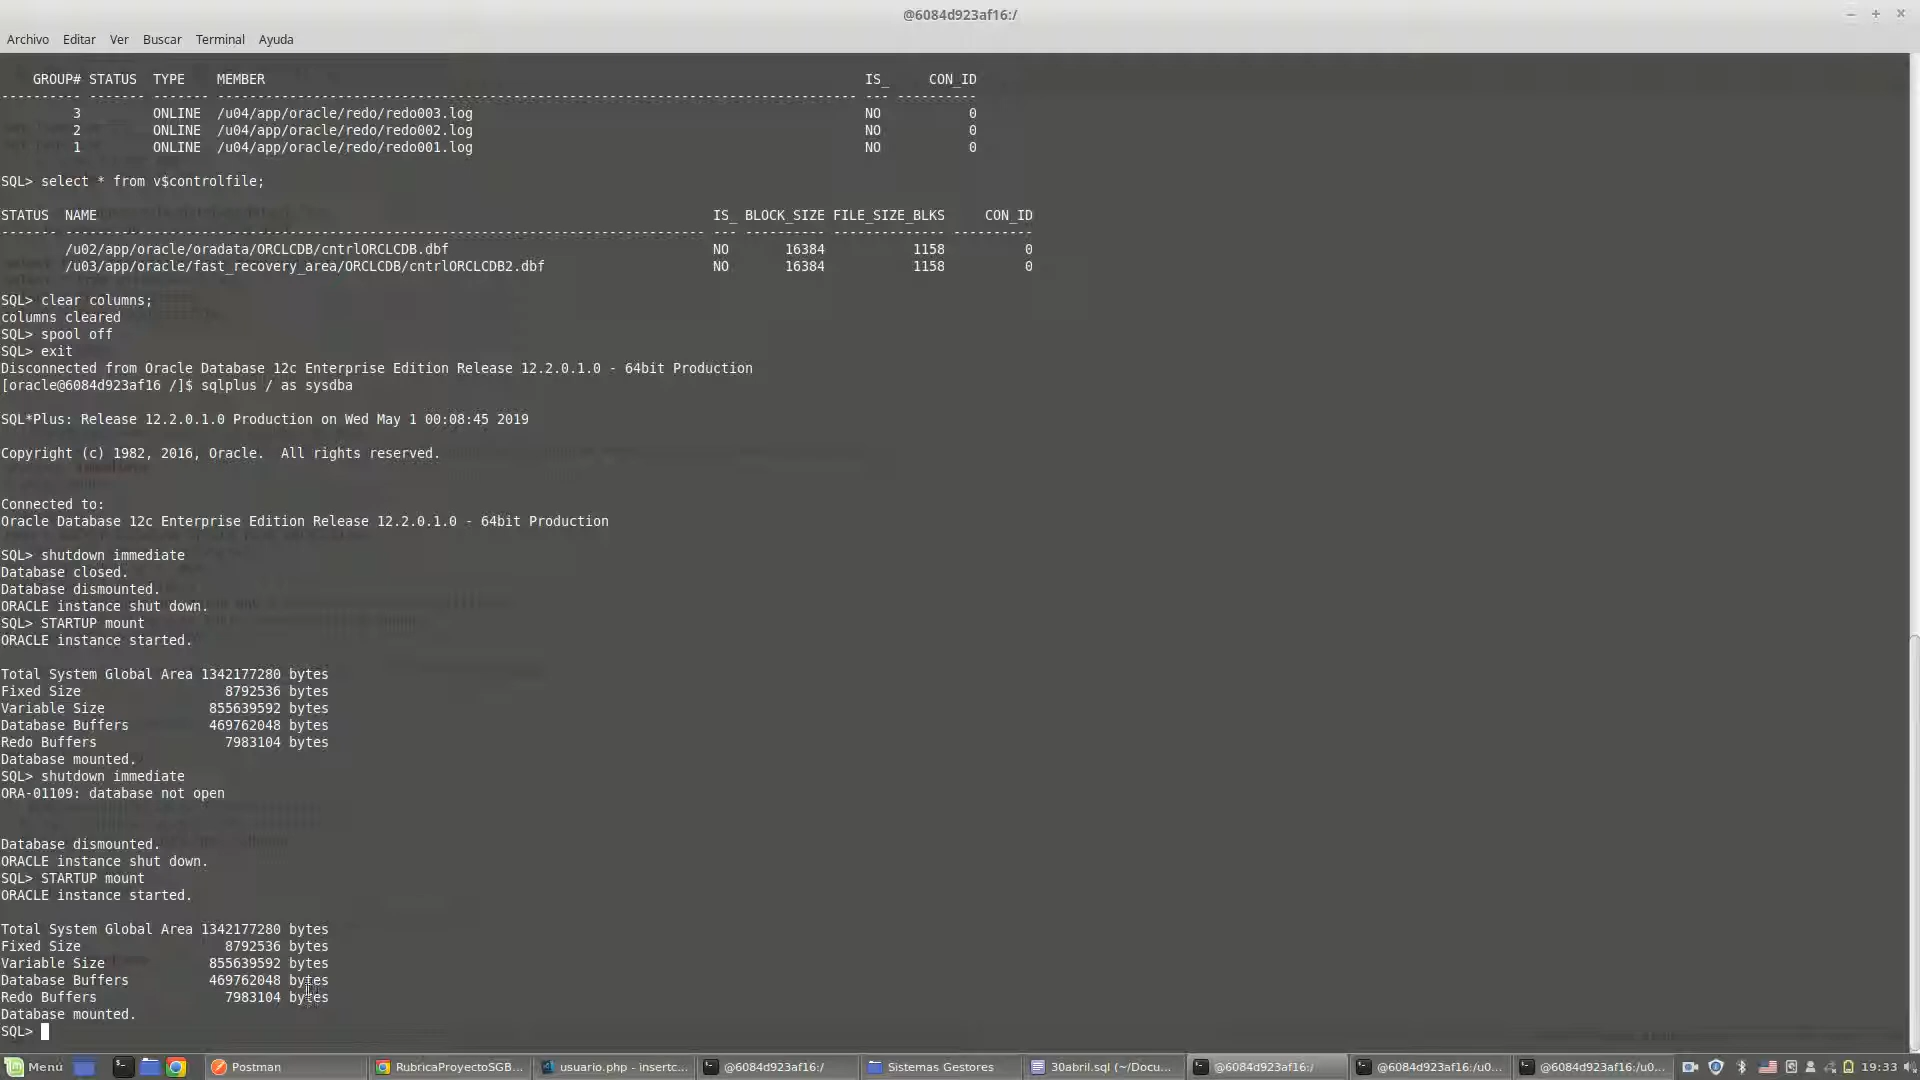 @6084d923af16:/
Archivo Editar Ver Buscar Terminal Ayuda
GROUP# STATUS TYPE MEMBER IS_ CON_ID
---------- ------- ------- -------------------------------------------------------------------------------- --- ----------
3 ONLINE /u04/app/oracle/redo/redo003.log NO 0
2 ONLINE /u04/app/oracle/redo/redo002.log NO 0
1 ONLINE /u04/app/oracle/redo/redo001.log NO 0
SQL> select * from v$controlfile;
STATUS NAME IS_ BLOCK_SIZE FILE_SIZE_BLKS CON_ID
------- -------------------------------------------------------------------------------- --- ---------- -------------- ----------
/u02/app/oracle/oradata/ORCLCDB/cntrlORCLCDB.dbf NO 16384 1158 0
/u03/app/oracle/fast_recovery_area/ORCLCDB/cntrlORCLCDB2.dbf NO 16384 1158 0
SQL> clear columns;
columns cleared
SQL> spool off
SQL> exit
Disconnected from Oracle Database 12c Enterprise Edition Release 12.2.0.1.0 - 64bit Production
[oracle@6084d923af16 /]$ sqlplus / as sysdba
SQL*Plus: Release 12.2.0.1.0 Production on Wed May 1 00:08:45 2019
Copyright (c) 1982, 2016, Oracle. All rights reserved.
Connected to:
Oracle Database 12c Enterprise Edition Release 12.2.0.1.0 - 64bit Production
SQL> shutdown immediate
Database closed.
Database dismounted.
ORACLE instance shut down.
SQL> STARTUP mount
ORACLE instance started.
Total System Global Area 1342177280 bytes
Fixed Size 8792536 bytes
Variable Size 855639592 bytes
Database Buffers 469762048 bytes
Redo Buffers 7983104 bytes
Database mounted.
SQL> shutdown immediate
ORA-01109: database not open
Database dismounted.
ORACLE instance shut down.
SQL> STARTUP mount
ORACLE instance started.
Total System Global Area 1342177280 bytes
Fixed Size 8792536 bytes
Variable Size 855639592 bytes
Database Buffers 469762048 bytes
Redo Buffers 7983104 bytes
Database mounted.
SQL>
Menú Postman RubricaProyectoSGB... usuario.php - insertc... @6084d923af16:/ Sistemas Gestores 30abril.sql (~/Docu... @6084d923af16:/ @6084d923af16:/u0... @6084d923af16:/u0... 19:33